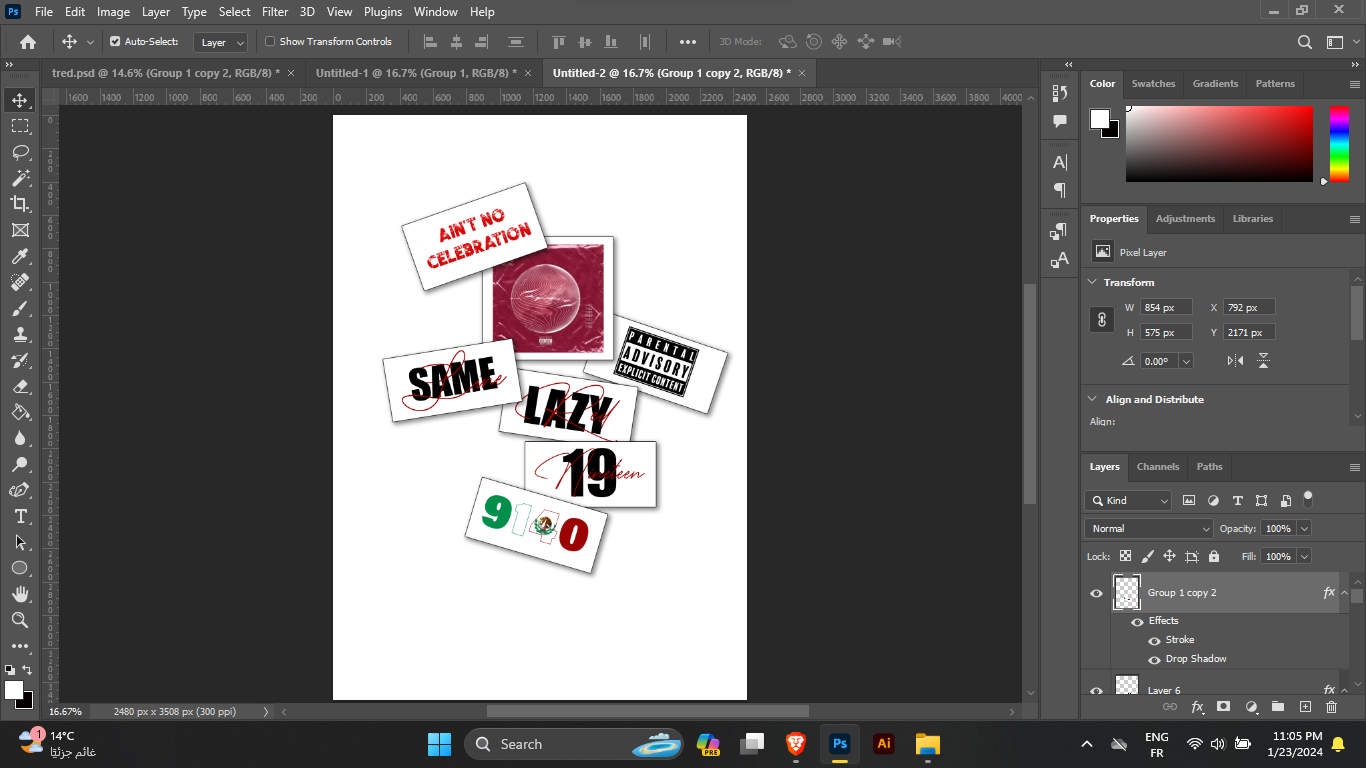 Ps File Edit Image Layer Type Select Filter 3D View Plugins Window Help
Auto-Select: Layer Show Transform Controls 3D Mode:
tred.psd @ 14.6% (Group 1 copy 2, RGB/8) * Untitled-1 @ 16.7% (Group 1, RGB/8) * Untitled-2 @ 16.7% (Group 1 copy 2, RGB/8) *
1600 1400 1200 1000 800 600 400 200 0 200 400 600 800 1000 1200 1400 1600 1800 2000 2200 2400 2600 2800 3000 3200 3400 3600 3800 4000
AIN'T NO
CELEBRATION
PARENTAL
ADVISORY
EXPLICIT CONTENT
SAME
LAZY
Red
19
Nineteen
9140
Color Swatches Gradients Patterns
Properties Adjustments Libraries
Pixel Layer
Transform
W 854 px X 792 px
H 575 px Y 2171 px
0.00°
Align and Distribute
Align:
Layers Channels Paths
Kind
Normal Opacity: 100%
Lock: Fill: 100%
Group 1 copy 2 fx
Effects
Stroke
Drop Shadow
Layer 6 fx
fx
16.67% 2480 px x 3508 px (300 ppi)
1
14°C
غائم جزئيًا
Search
PRE
Ps
Ai
ENG
FR
11:05 PM
1/23/2024